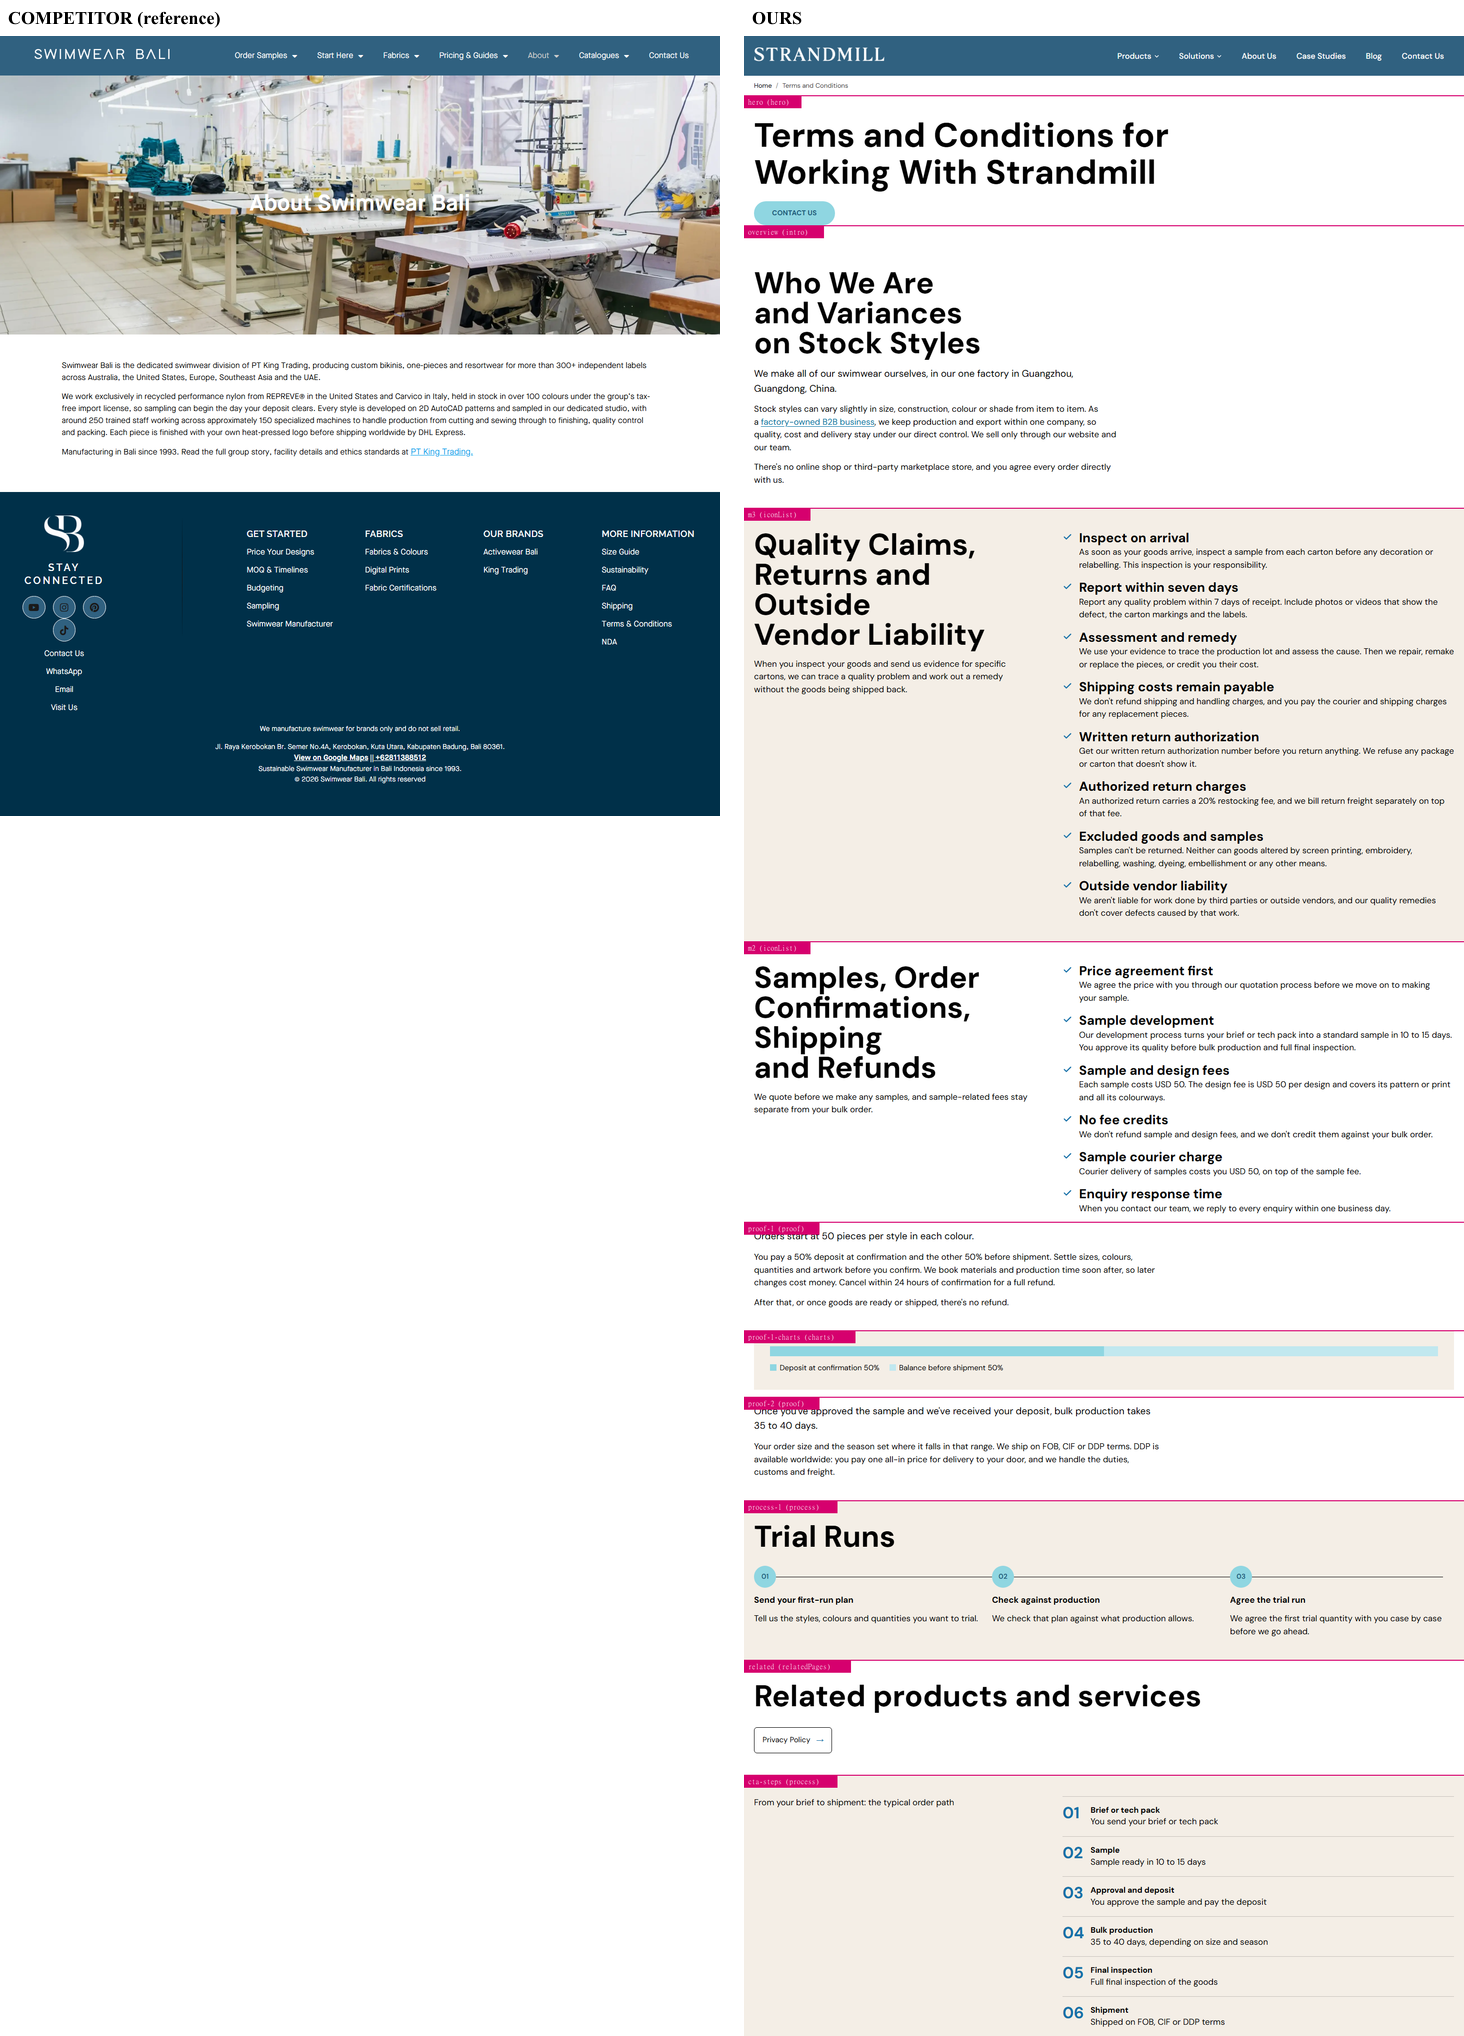 COMPETITOR (reference)
SWIMWEAR BALI
Order Samples
Start Here
Fabrics
Pricing & Guides
About
Catalogues
Contact Us
About Swimwear Bali
Swimwear Bali is the dedicated swimwear division of PT King Trading, producing custom bikinis, one-pieces and resortwear for more than 300+ independent labels
across Australia, the United States, Europe, Southeast Asia and the UAE.
We work exclusively in recycled performance nylon from REPREVE® in the United States and Carvico in Italy, held in stock in over 100 colours under the group's tax-
free import license, so sampling can begin the day your deposit clears. Every style is developed on 2D AutoCAD patterns and sampled in our dedicated studio, with
around 250 trained staff working across approximately 150 specialized machines to handle production from cutting and sewing through to finishing, quality control
and packing. Each piece is finished with your own heat-pressed logo before shipping worldwide by DHL Express.
Manufacturing in Bali since 1993. Read the full group story, facility details and ethics standards at PT King Trading.
STAY
CONNECTED
Contact Us
WhatsApp
Email
Visit Us
GET STARTED
Price Your Designs
MOQ & Timelines
Budgeting
Sampling
Swimwear Manufacturer
FABRICS
Fabrics & Colours
Digital Prints
Fabric Certifications
OUR BRANDS
Activewear Bali
King Trading
MORE INFORMATION
Size Guide
Sustainability
FAQ
Shipping
Terms & Conditions
NDA
We manufacture swimwear for brands only and do not sell retail.
Jl. Raya Kerobokan Br. Semer No.4A, Kerobokan, Kuta Utara, Kabupaten Badung, Bali 80361.
View on Google Maps || +62811388512
Sustainable Swimwear Manufacturer in Bali Indonesia since 1993.
© 2026 Swimwear Bali. All rights reserved
OURS
STRANDMILL
Products
Solutions
About Us
Case Studies
Blog
Contact Us
Home / Terms and Conditions
hero (hero)
Terms and Conditions for
Working With Strandmill
CONTACT US
overview (intro)
Who We Are
and Variances
on Stock Styles
We make all of our swimwear ourselves, in our one factory in Guangzhou,
Guangdong, China.
Stock styles can vary slightly in size, construction, colour or shade from item to item. As
a factory-owned B2B business, we keep production and export within one company, so
quality, cost and delivery stay under our direct control. We sell only through our website and
our team.
There's no online shop or third-party marketplace store, and you agree every order directly
with us.
m3 (iconList)
Quality Claims,
Returns and
Outside
Vendor Liability
When you inspect your goods and send us evidence for specific
cartons, we can trace a quality problem and work out a remedy
without the goods being shipped back.
Inspect on arrival
As soon as your goods arrive, inspect a sample from each carton before any decoration or
relabelling. This inspection is your responsibility.
Report within seven days
Report any quality problem within 7 days of receipt. Include photos or videos that show the
defect, the carton markings and the labels.
Assessment and remedy
We use your evidence to trace the production lot and assess the cause. Then we repair, remake
or replace the pieces, or credit you their cost.
Shipping costs remain payable
We don't refund shipping and handling charges, and you pay the courier and shipping charges
for any replacement pieces.
Written return authorization
Get our written return authorization number before you return anything. We refuse any package
or carton that doesn't show it.
Authorized return charges
An authorized return carries a 20% restocking fee, and we bill return freight separately on top
of that fee.
Excluded goods and samples
Samples can't be returned. Neither can goods altered by screen printing, embroidery,
relabelling, washing, dyeing, embellishment or any other means.
Outside vendor liability
We aren't liable for work done by third parties or outside vendors, and our quality remedies
don't cover defects caused by that work.
m2 (iconList)
Samples, Order
Confirmations,
Shipping
and Refunds
We quote before we make any samples, and sample-related fees stay
separate from your bulk order.
Price agreement first
We agree the price with you through our quotation process before we move on to making
your sample.
Sample development
Our development process turns your brief or tech pack into a standard sample in 10 to 15 days.
You approve its quality before bulk production and full final inspection.
Sample and design fees
Each sample costs USD 50. The design fee is USD 50 per design and covers its pattern or print
and all its colourways.
No fee credits
We don't refund sample and design fees, and we don't credit them against your bulk order.
Sample courier charge
Courier delivery of samples costs you USD 50, on top of the sample fee.
Enquiry response time
When you contact our team, we reply to every enquiry within one business day.
proof-1 (proof)
Orders start at 50 pieces per style in each colour.
You pay a 50% deposit at confirmation and the other 50% before shipment. Settle sizes, colours,
quantities and artwork before you confirm. We book materials and production time soon after, so later
changes cost money. Cancel within 24 hours of confirmation for a full refund.
After that, or once goods are ready or shipped, there's no refund.
proof-1-charts (charts)
Deposit at confirmation 50%
Balance before shipment 50%
proof-2 (proof)
Once you've approved the sample and we've received your deposit, bulk production takes
35 to 40 days.
Your order size and the season set where it falls in that range. We ship on FOB, CIF or DDP terms. DDP is
available worldwide: you pay one all-in price for delivery to your door, and we handle the duties,
customs and freight.
process-1 (process)
Trial Runs
01
Send your first-run plan
Tell us the styles, colours and quantities you want to trial.
02
Check against production
We check that plan against what production allows.
03
Agree the trial run
We agree the first trial quantity with you case by case
before we go ahead.
related (relatedPages)
Related products and services
Privacy Policy →
cta-steps (process)
From your brief to shipment: the typical order path
01
Brief or tech pack
You send your brief or tech pack
02
Sample
Sample ready in 10 to 15 days
03
Approval and deposit
You approve the sample and pay the deposit
04
Bulk production
35 to 40 days, depending on size and season
05
Final inspection
Full final inspection of the goods
06
Shipment
Shipped on FOB, CIF or DDP terms